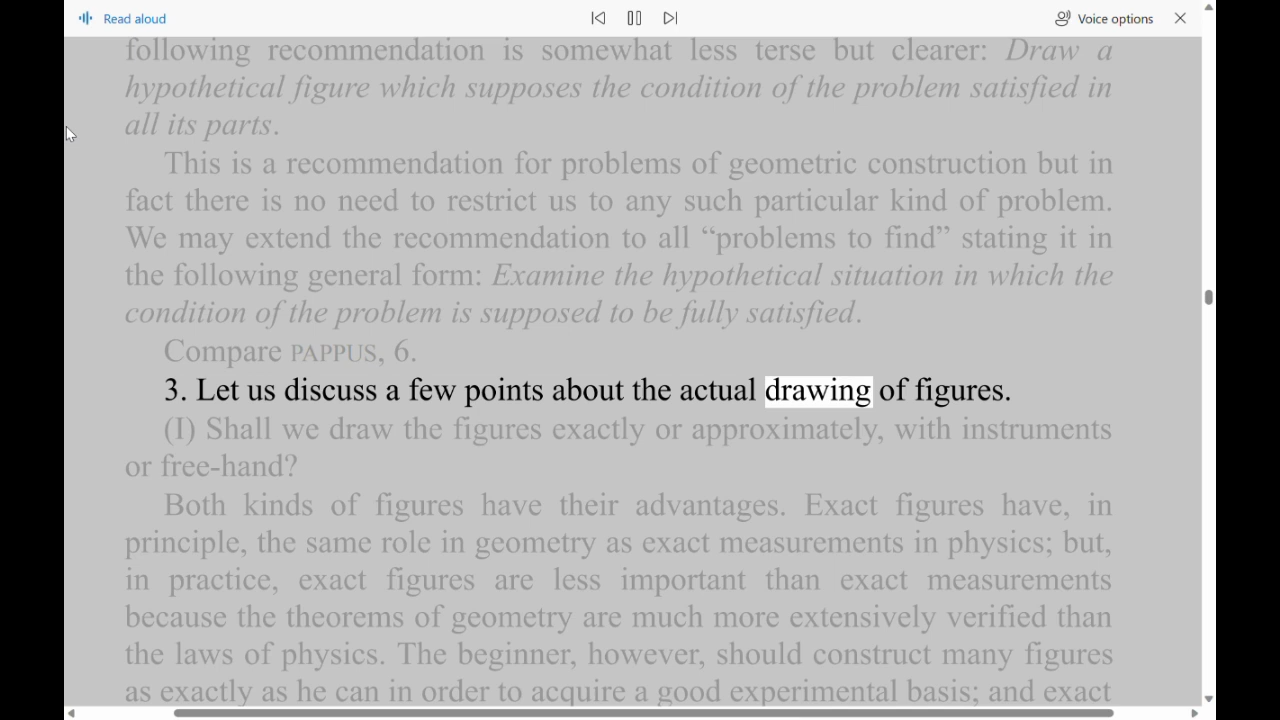 Read aloud
Voice options
following recommendation is somewhat less terse but clearer: Draw a
hypothetical figure which supposes the condition of the problem satisfied in
all its parts.
This is a recommendation for problems of geometric construction but in
fact there is no need to restrict us to any such particular kind of problem.
We may extend the recommendation to all “problems to find” stating it in
the following general form: Examine the hypothetical situation in which the
condition of the problem is supposed to be fully satisfied.
Compare PAPPUS, 6.
3. Let us discuss a few points about the actual drawing of figures.
(I) Shall we draw the figures exactly or approximately, with instruments
or free-hand?
Both kinds of figures have their advantages. Exact figures have, in
principle, the same role in geometry as exact measurements in physics; but,
in practice, exact figures are less important than exact measurements
because the theorems of geometry are much more extensively verified than
the laws of physics. The beginner, however, should construct many figures
as exactly as he can in order to acquire a good experimental basis; and exact